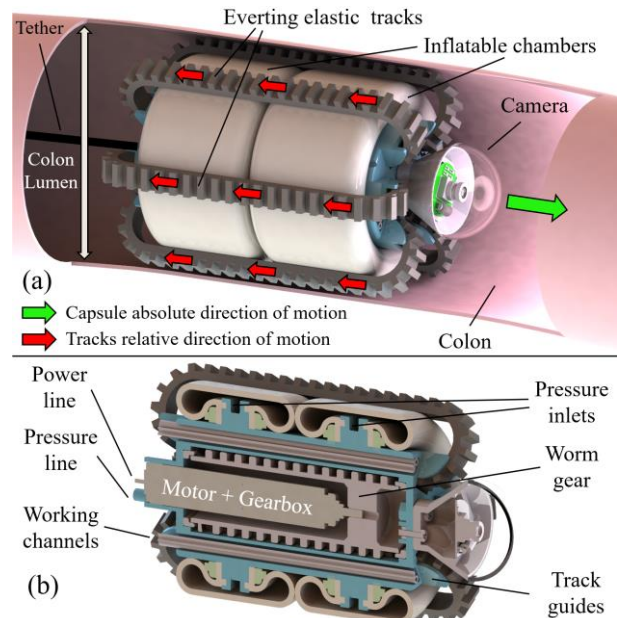 Everting elastic tracks
Tether
Inflatable chambers
Camera
Colon
Lumen
(a)
Capsule absolute direction of motion
Tracks relative direction of motion
Colon
Power
line
Pressure
inlets
Pressure
line
Worm
gear
Motor + Gearbox
Working
channels
(b)
Track
guides